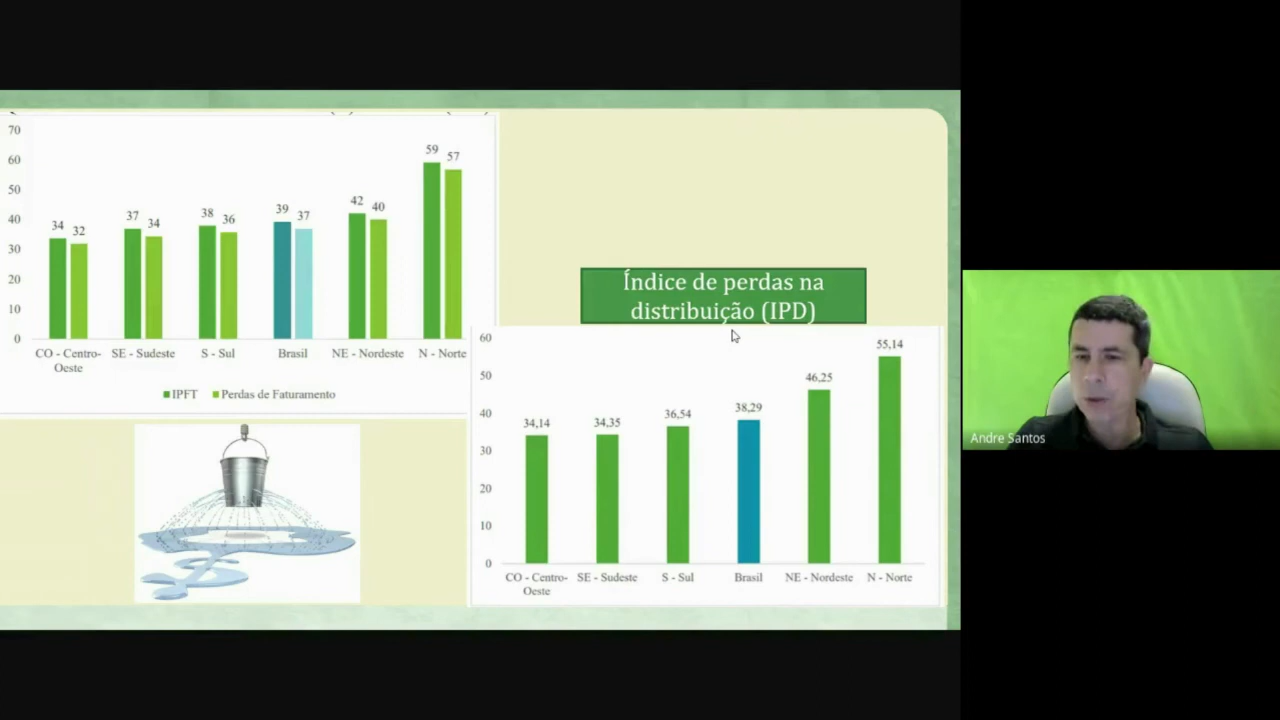 70
60
50
40
30
20
10
0
34 32
37 34
38 36
39 37
42 40
59 57
CO - Centro-
Oeste
SE - Sudeste
S - Sul
Brasil
NE - Nordeste
N - Norte
IPFT
Perdas de Faturamento
Índice de perdas na
distribuição (IPD)
60
50
40
30
20
10
0
34,14
34,35
36,54
38,29
46,25
55,14
CO - Centro-
Oeste
SE - Sudeste
S - Sul
Brasil
NE - Nordeste
N - Norte
Andre Santos